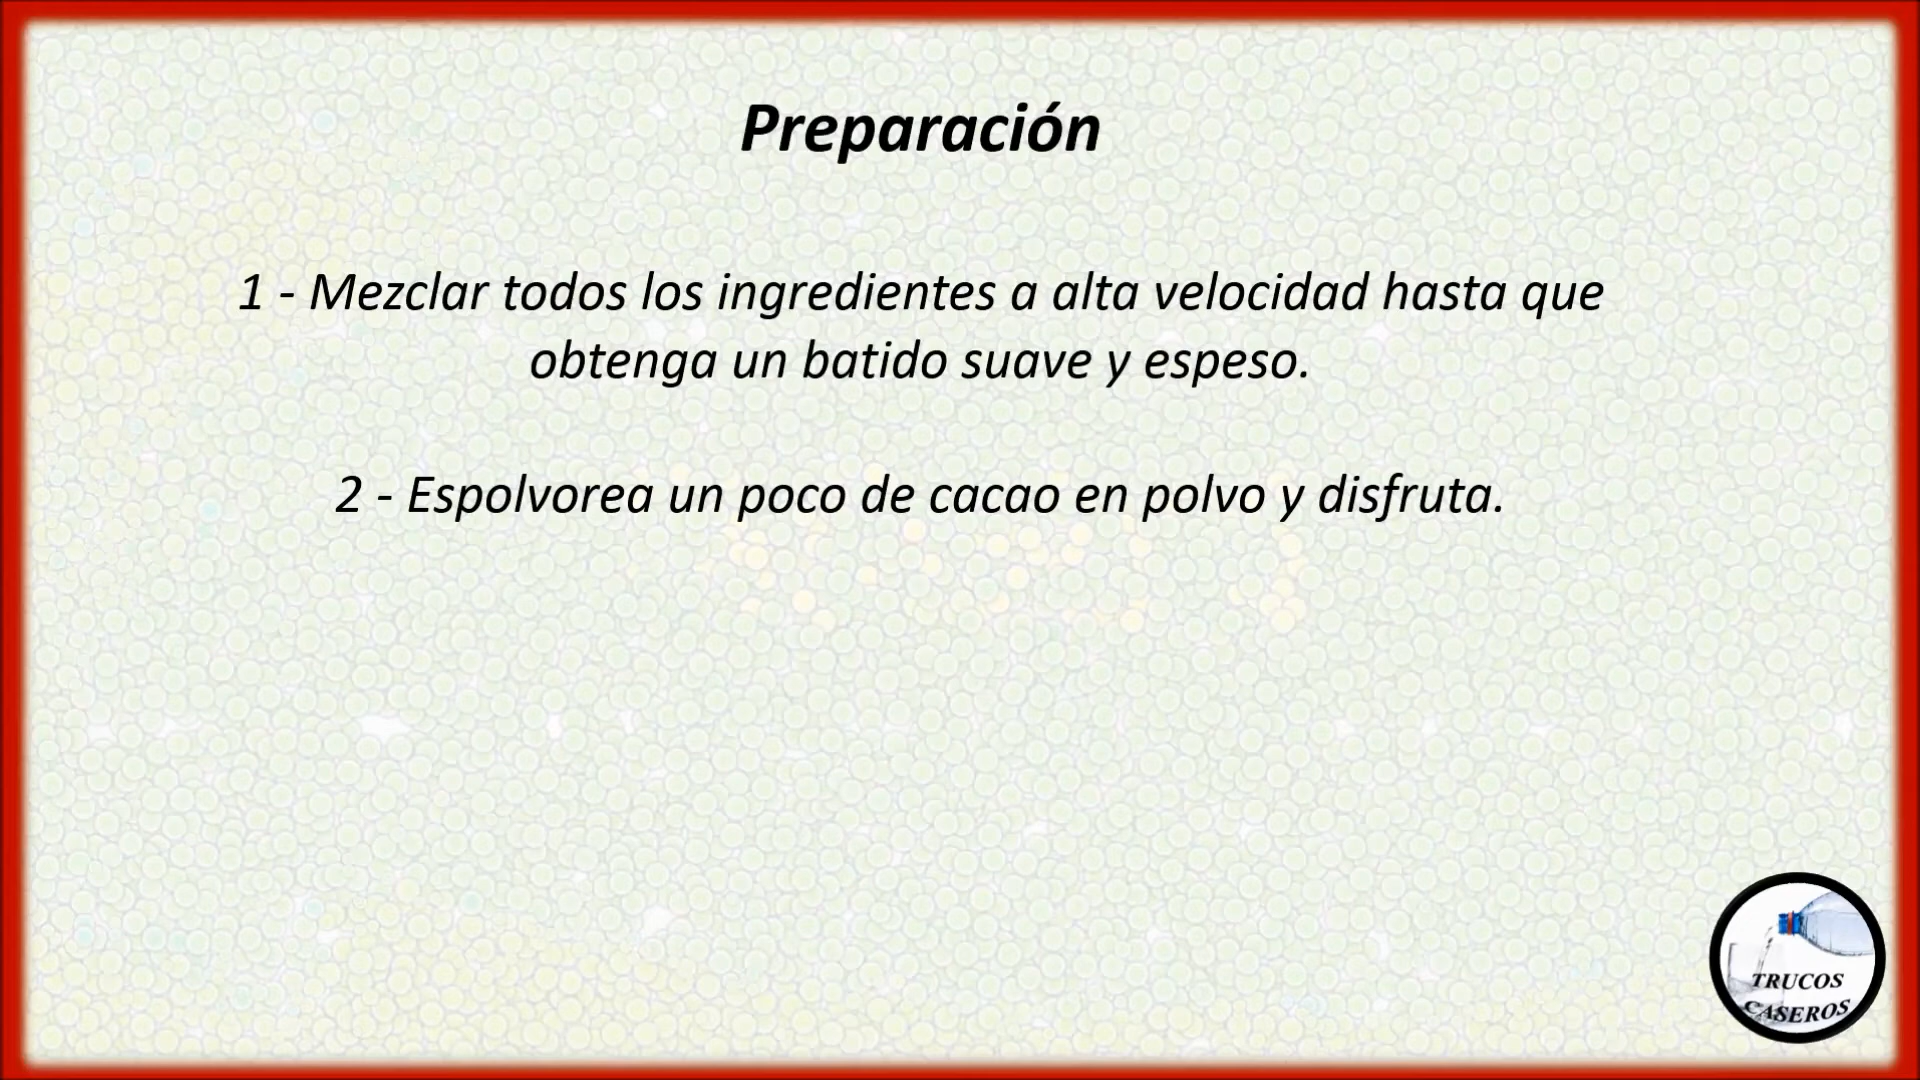 Preparación
1 - Mezclar todos los ingredientes a alta velocidad hasta que
obtenga un batido suave y espeso.
2 - Espolvorea un poco de cacao en polvo y disfruta.
TRUCOS
CASEROS